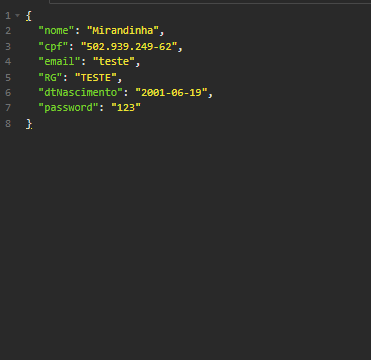 1 {
2 "nome": "Mirandinha",
3 "cpf": "502.939.249-62",
4 "email": "teste",
5 "RG": "TESTE",
6 "dtNascimento": "2001-06-19",
7 "password": "123"
8 }